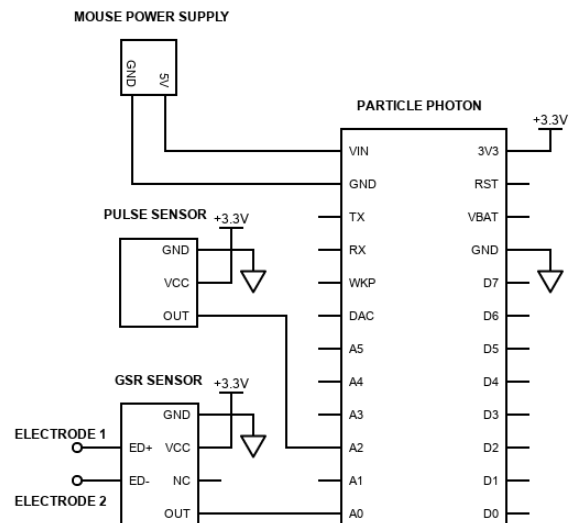 MOUSE POWER SUPPLY
GND
5V
PARTICLE PHOTON
+3.3V
VIN
3V3
GND
RST
TX
VBAT
RX
GND
WKP
D7
DAC
D6
A5
D5
A4
D4
A3
D3
A2
D2
A1
D1
A0
D0
PULSE SENSOR
+3.3V
GND
VCC
OUT
GSR SENSOR
+3.3V
GND
ELECTRODE 1
ED+
VCC
ED-
NC
ELECTRODE 2
OUT